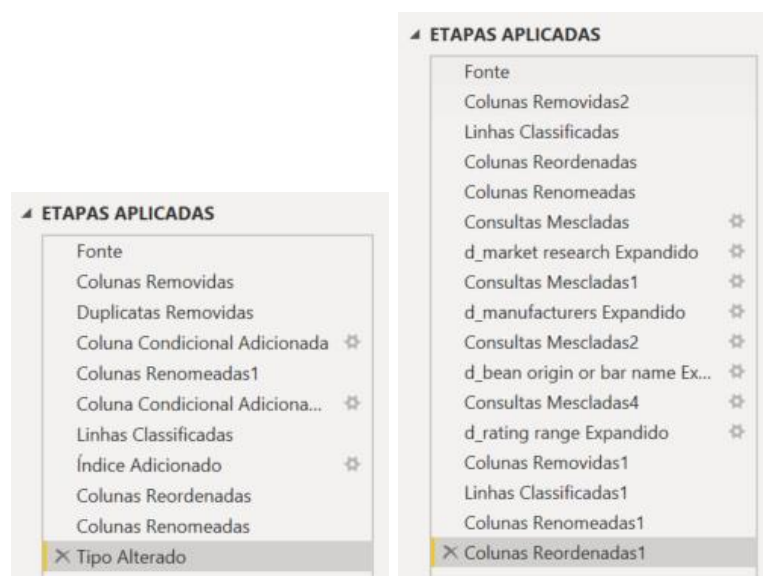 ETAPAS APLICADAS
Fonte
Colunas Removidas
Duplicatas Removidas
Coluna Condicional Adicionada
Colunas Renomeadas1
Coluna Condicional Adiciona...
Linhas Classificadas
Índice Adicionado
Colunas Reordenadas
Colunas Renomeadas
Tipo Alterado
ETAPAS APLICADAS
Fonte
Colunas Removidas2
Linhas Classificadas
Colunas Reordenadas
Colunas Renomeadas
Consultas Mescladas
d_market research Expandido
Consultas Mescladas1
d_manufacturers Expandido
Consultas Mescladas2
d_bean origin or bar name Ex...
Consultas Mescladas4
d_rating range Expandido
Colunas Removidas1
Linhas Classificadas1
Colunas Renomeadas1
Colunas Reordenadas1